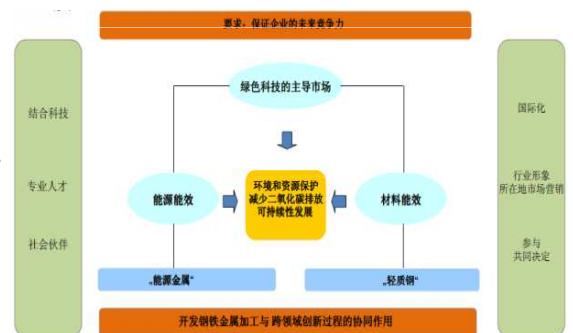 要求：保证企业的未来竞争力
绿色科技的主导市场
结合科技
专业人才
社会伙伴
能源能效
环境和资源保护
减少二氧化碳排放
可持续性发展
材料能效
国际化
行业形象
所在地市场营销
参与
共同决定
„能源金属“
„轻质钢“
开发钢铁金属加工与 跨领域创新过程的协同作用